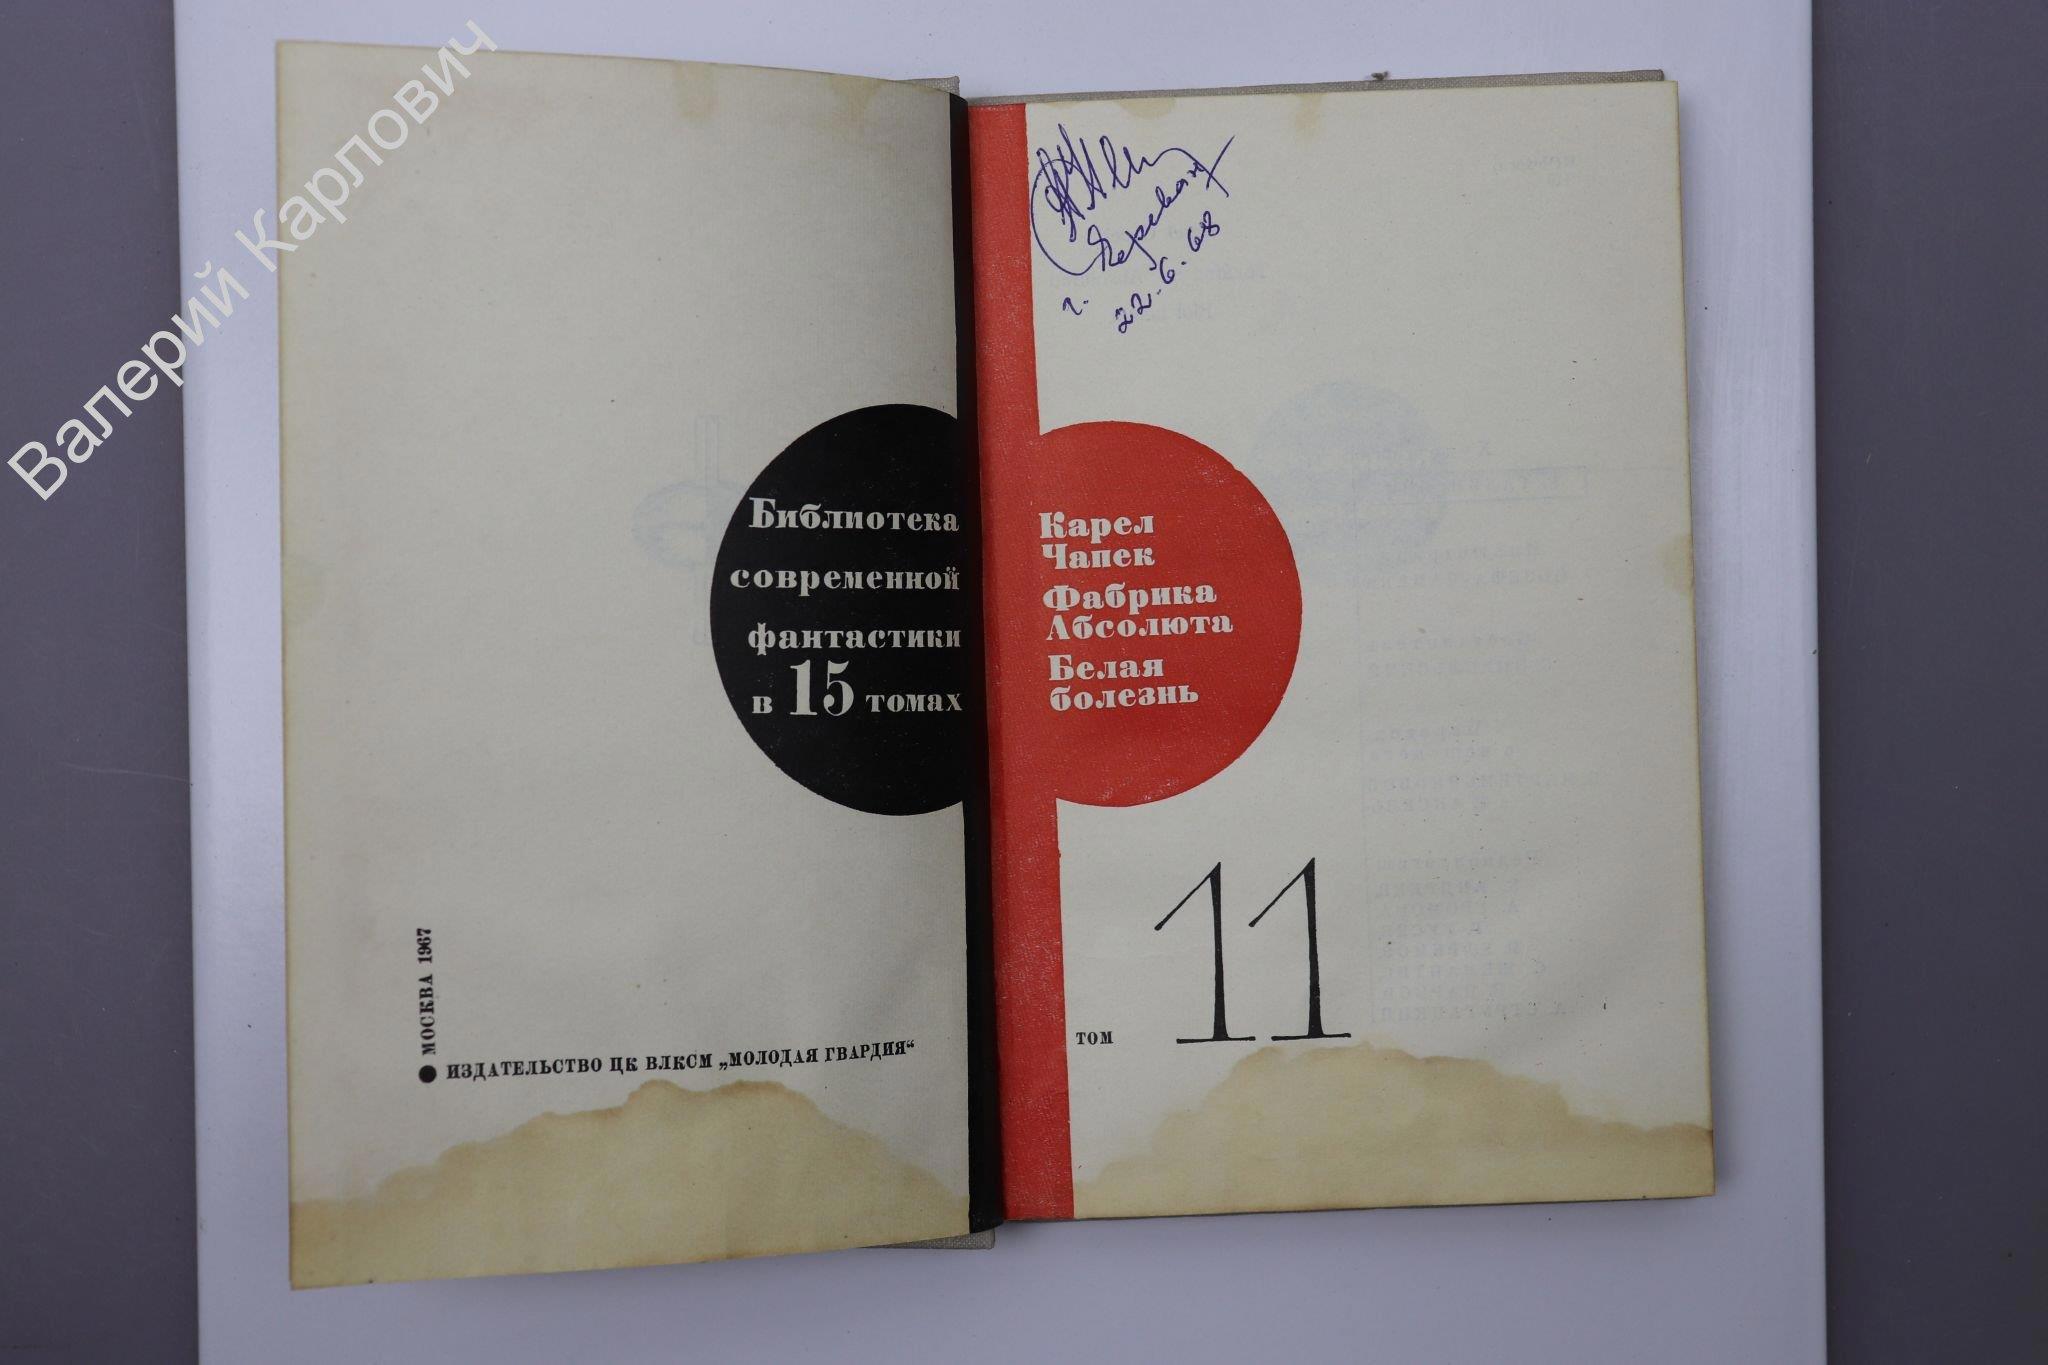 Валерий Карлович
Библиотека
современной
фантастики
в 15 томах
МОСКВА 1967
ИЗДАТЕЛЬСТВО ЦК ВЛКСМ „МОЛОДАЯ ГВАРДИЯ“
г.
22.6.68
Карел
Чапек
Фабрика
Абсолюта
Белая
болезнь
том 11